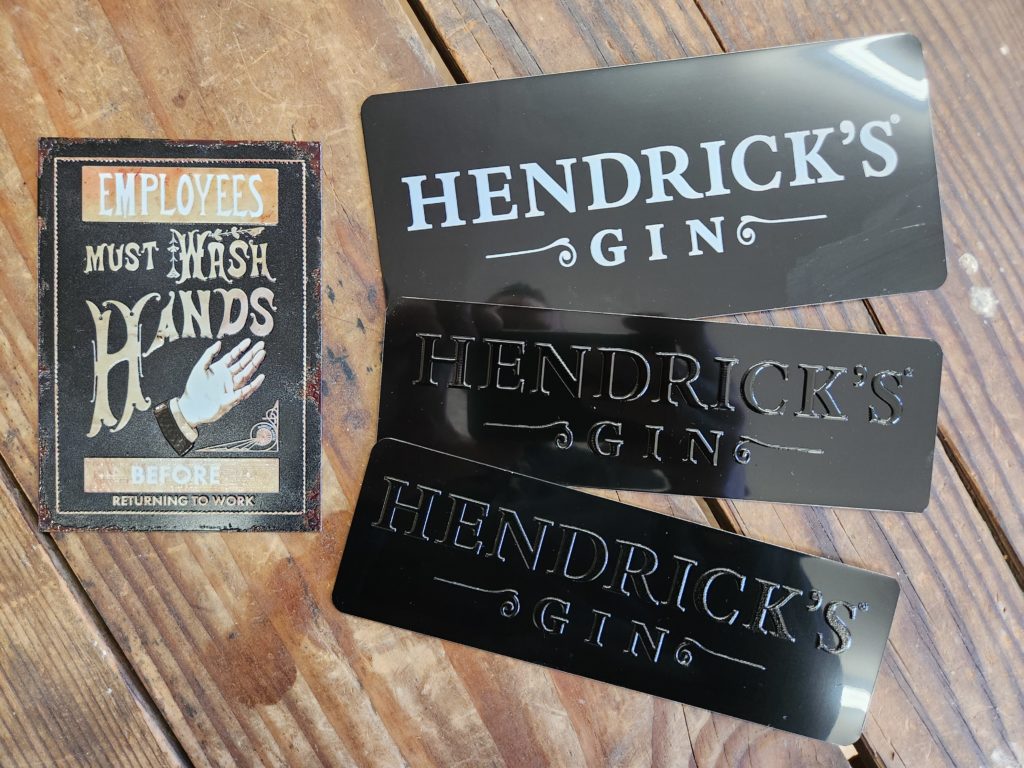 EMPLOYEES
MUST WASH
HANDS
BEFORE
RETURNING TO WORK
HENDRICK'S®
GIN
HENDRICK'S®
GIN
HENDRICK'S®
GIN